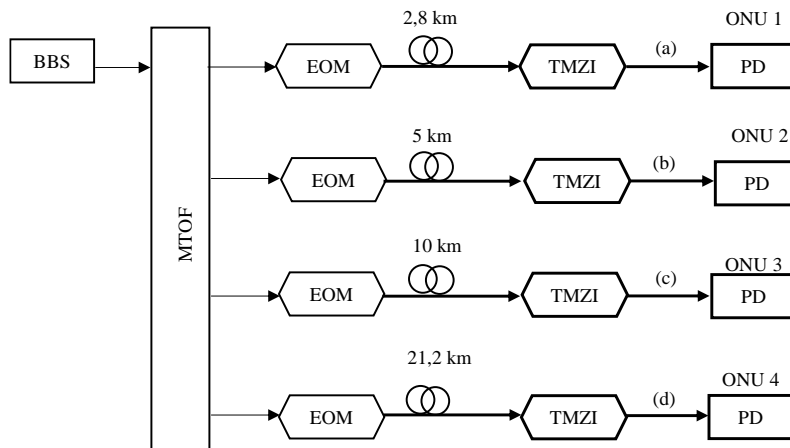 BBS
MTOF
2,8 km
ONU 1
EOM
TMZI
(a)
PD
5 km
ONU 2
EOM
TMZI
(b)
PD
10 km
ONU 3
EOM
TMZI
(c)
PD
21,2 km
ONU 4
EOM
TMZI
(d)
PD